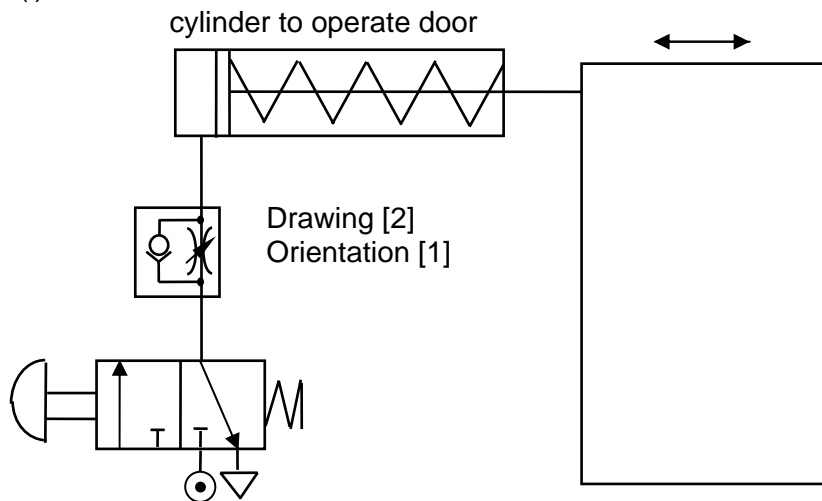 cylinder to operate door
Drawing [2]
Orientation [1]